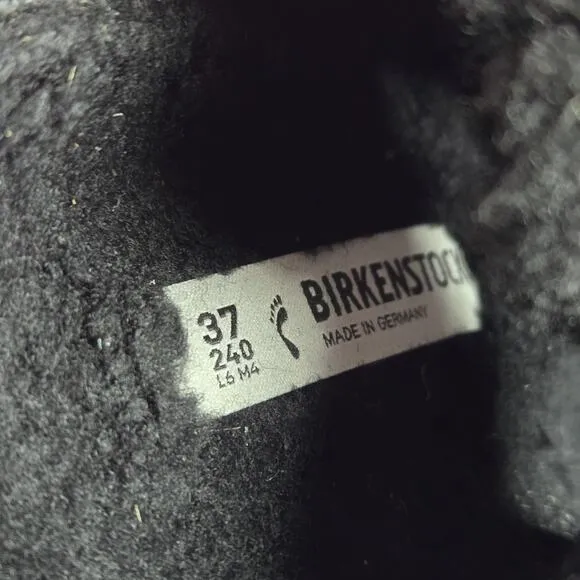 37
240
L6 M4
BIRKENSTOCK
MADE IN GERMANY